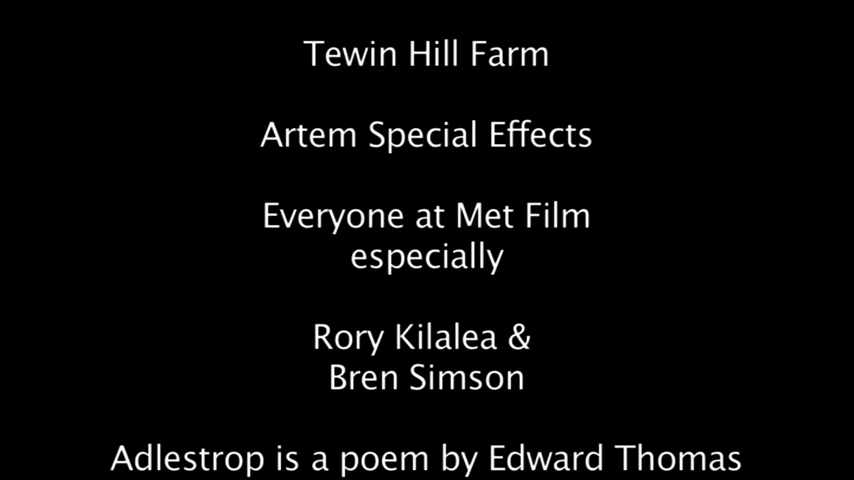 Tewin Hill Farm
Artem Special Effects
Everyone at Met Film
especially
Rory Kilalea &
Bren Simson
Adlestrop is a poem by Edward Thomas